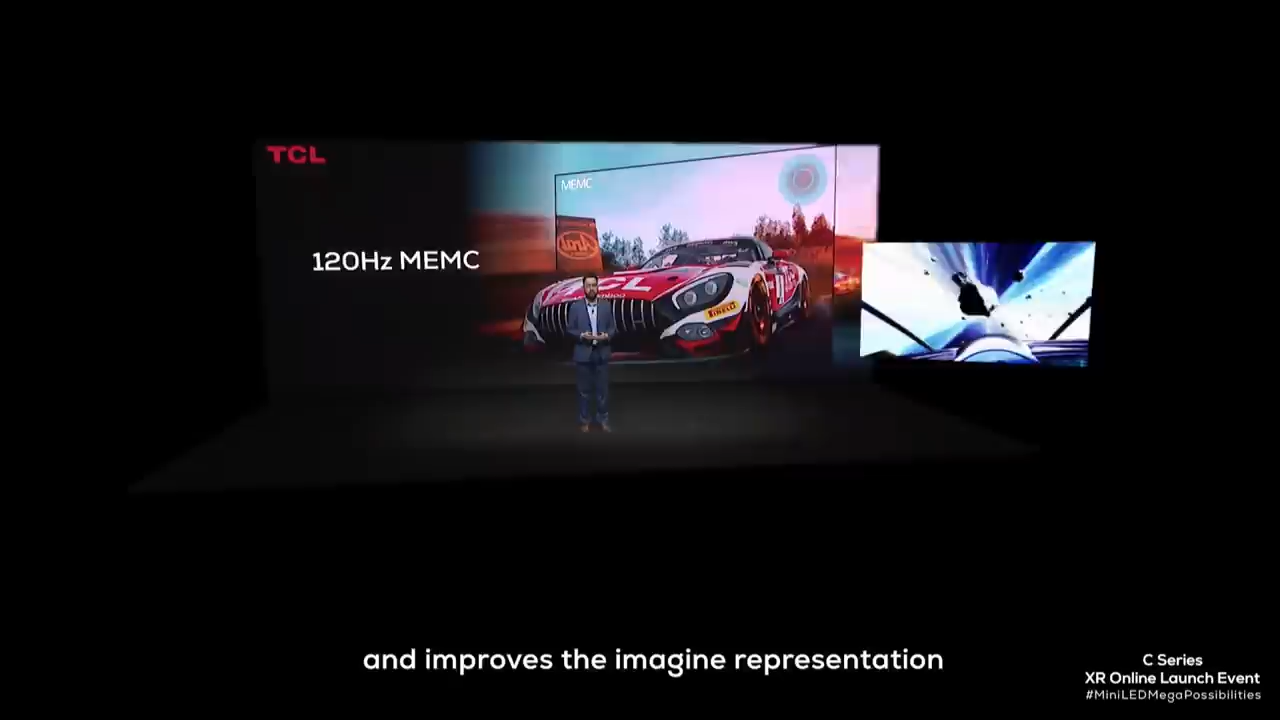 TCL
MEMC
120Hz MEMC
TCL
PIRELLI
and improves the imagine representation
C Series
XR Online Launch Event
#MiniLEDMegaPossibilities